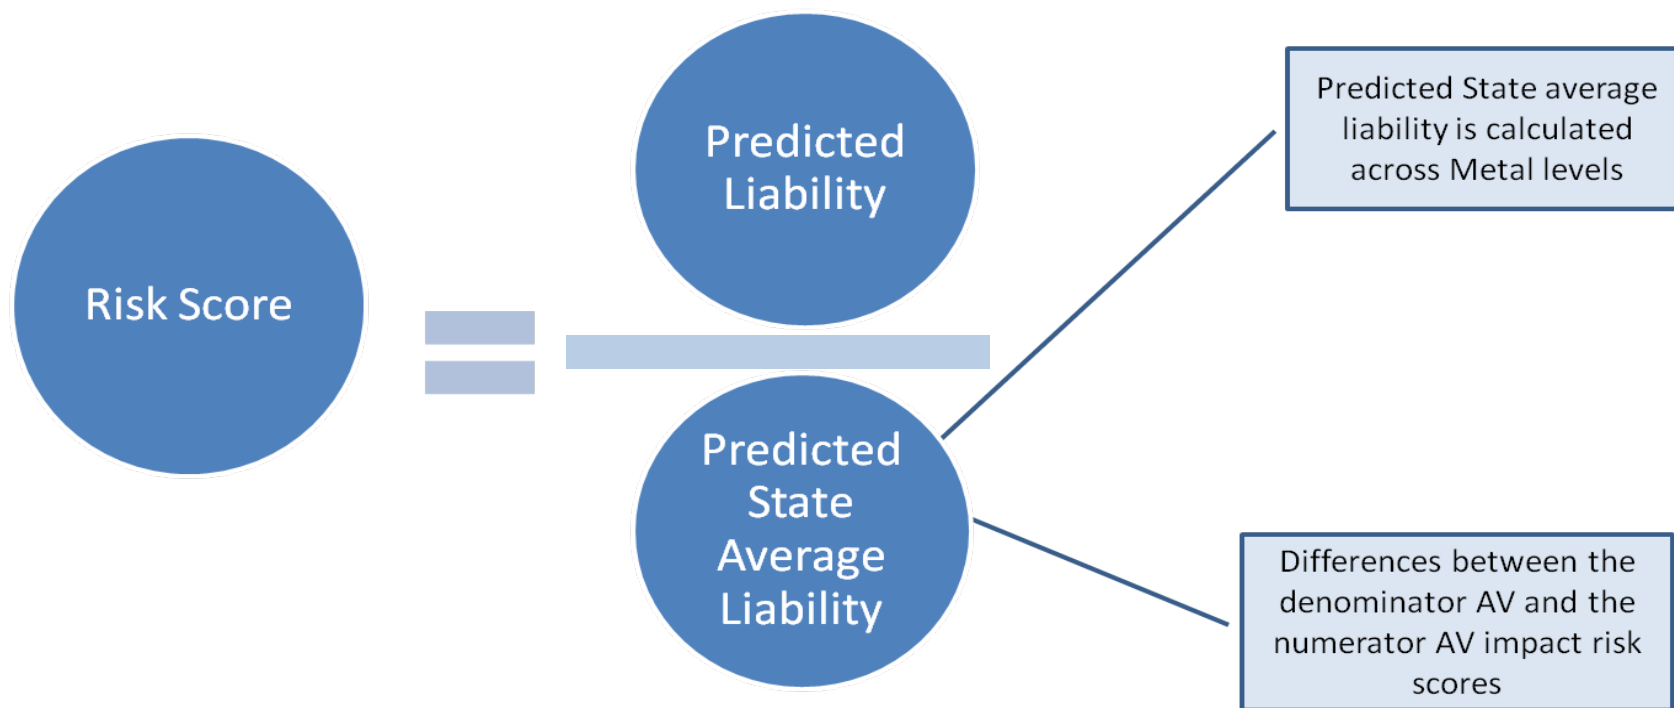 Risk Score
Predicted
Liability
Predicted
State
Average
Liability
Predicted State average
liability is calculated
across Metal levels
Differences between the
denominator AV and the
numerator AV impact risk
scores